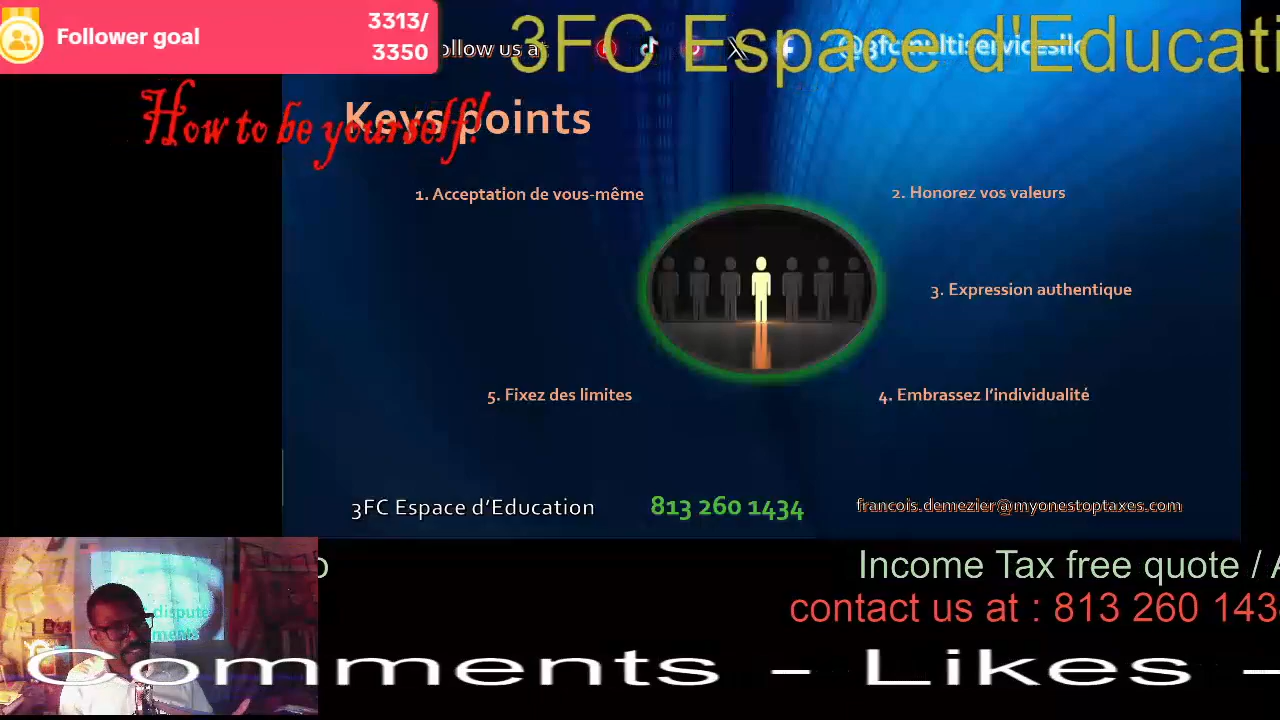 Follower goal
3313/
3350
ollow us at
3FC Espace d'Educati
@3fcmultiservicesllc
How to be yourself!
Keys points
1. Acceptation de vous-même
2. Honorez vos valeurs
3. Expression authentique
5. Fixez des limites
4. Embrassez l'individualité
3FC Espace d'Education
813 260 1434
francois.demezier@myonestoptaxes.com
dispute
ments
o
Income Tax free quote / A
contact us at : 813 260 143
Comments - Likes -